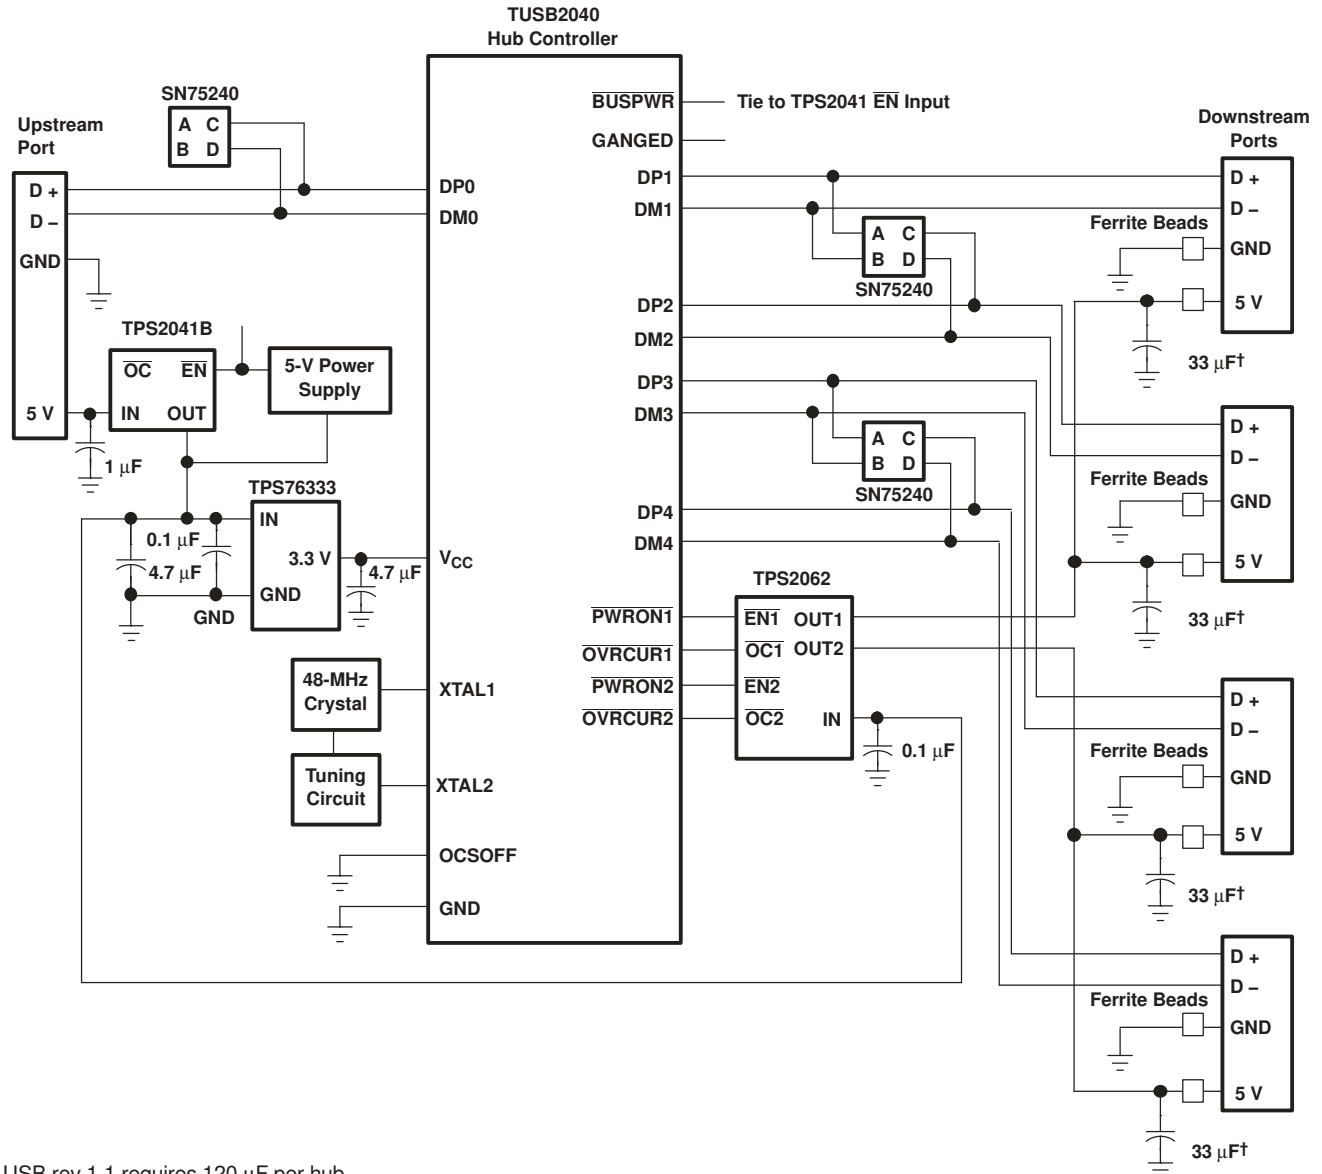 TUSB2040
Hub Controller
SN75240
A C
B D
Upstream
Port
D +
D −
GND
5 V
DP0
DM0
BUSPWR
Tie to TPS2041 EN Input
GANGED
DP1
DM1
DP2
DM2
DP3
DM3
DP4
DM4
A C
B D
SN75240
A C
B D
SN75240
TPS2041B
OC EN
IN OUT
5-V Power
Supply
1 μF
TPS76333
IN
3.3 V
GND
0.1 μF
4.7 μF
GND
4.7 μF
VCC
48-MHz
Crystal
XTAL1
Tuning
Circuit
XTAL2
OCSOFF
GND
PWRON1
OVRCUR1
PWRON2
OVRCUR2
TPS2062
EN1 OUT1
OC1 OUT2
EN2
OC2 IN
0.1 μF
Downstream
Ports
D +
D −
Ferrite Beads
GND
5 V
33 μF†
D +
D −
Ferrite Beads
GND
5 V
33 μF†
D +
D −
Ferrite Beads
GND
5 V
33 μF†
D +
D −
Ferrite Beads
GND
5 V
33 μF†
USB rev 1.1 requires 120 μF per hub